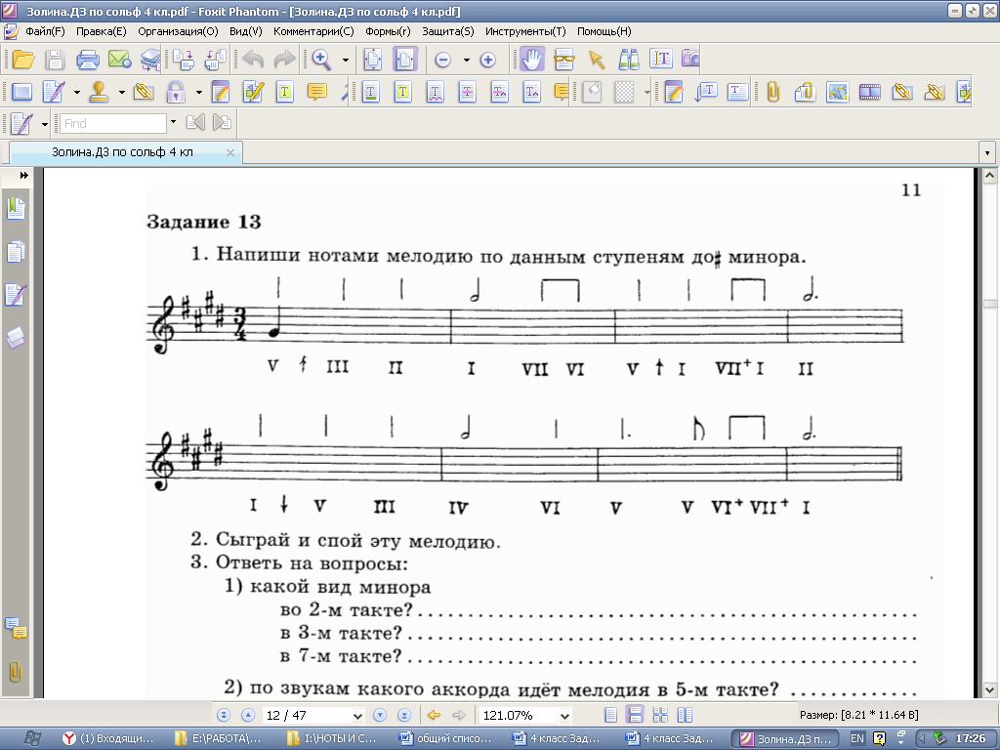 Золина.ДЗ по сольф 4 кл.pdf - Foxit Phantom - [Золина.ДЗ по сольф 4 кл.pdf]
Файл(F) Правка(E) Организация(O) Вид(V) Комментарии(C) Формы(r) Защита(S) Инструменты(T) Помощь(H)
Find
Золина.ДЗ по сольф 4 кл
11
Задание 13
1. Напиши нотами мелодию по данным ступеням до♯ минора.
3
4
V ↑ III II I VII VI V ↑ I VII+ I II
I ↓ V III IV VI V V VI+ VII+ I
2. Сыграй и спой эту мелодию.
3. Ответь на вопросы:
1) какой вид минора
во 2-м такте?
в 3-м такте?
в 7-м такте?
2) по звукам какого аккорда идёт мелодия в 5-м такте?
12 / 47 121.07% Размер: [8.21 * 11.64 В]
(1) Входящи... E:\РАБОТА\... I:\НОТЫ И С... общий списо... 4 класс Зад... 4 класс Зад... Золина.ДЗ п... EN 17:26